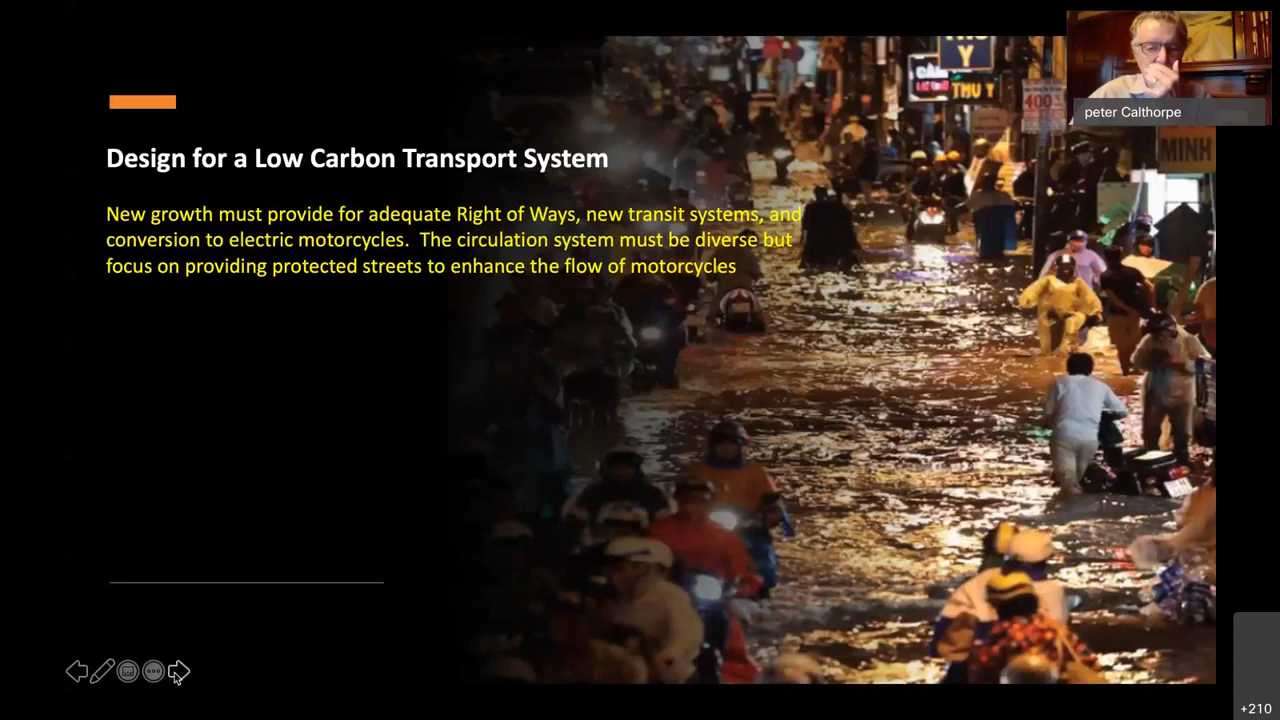 Design for a Low Carbon Transport System
New growth must provide for adequate Right of Ways, new transit systems, and
conversion to electric motorcycles.  The circulation system must be diverse but
focus on providing protected streets to enhance the flow of motorcycles
peter Calthorpe
Y
THU Y
400
MINH
+210